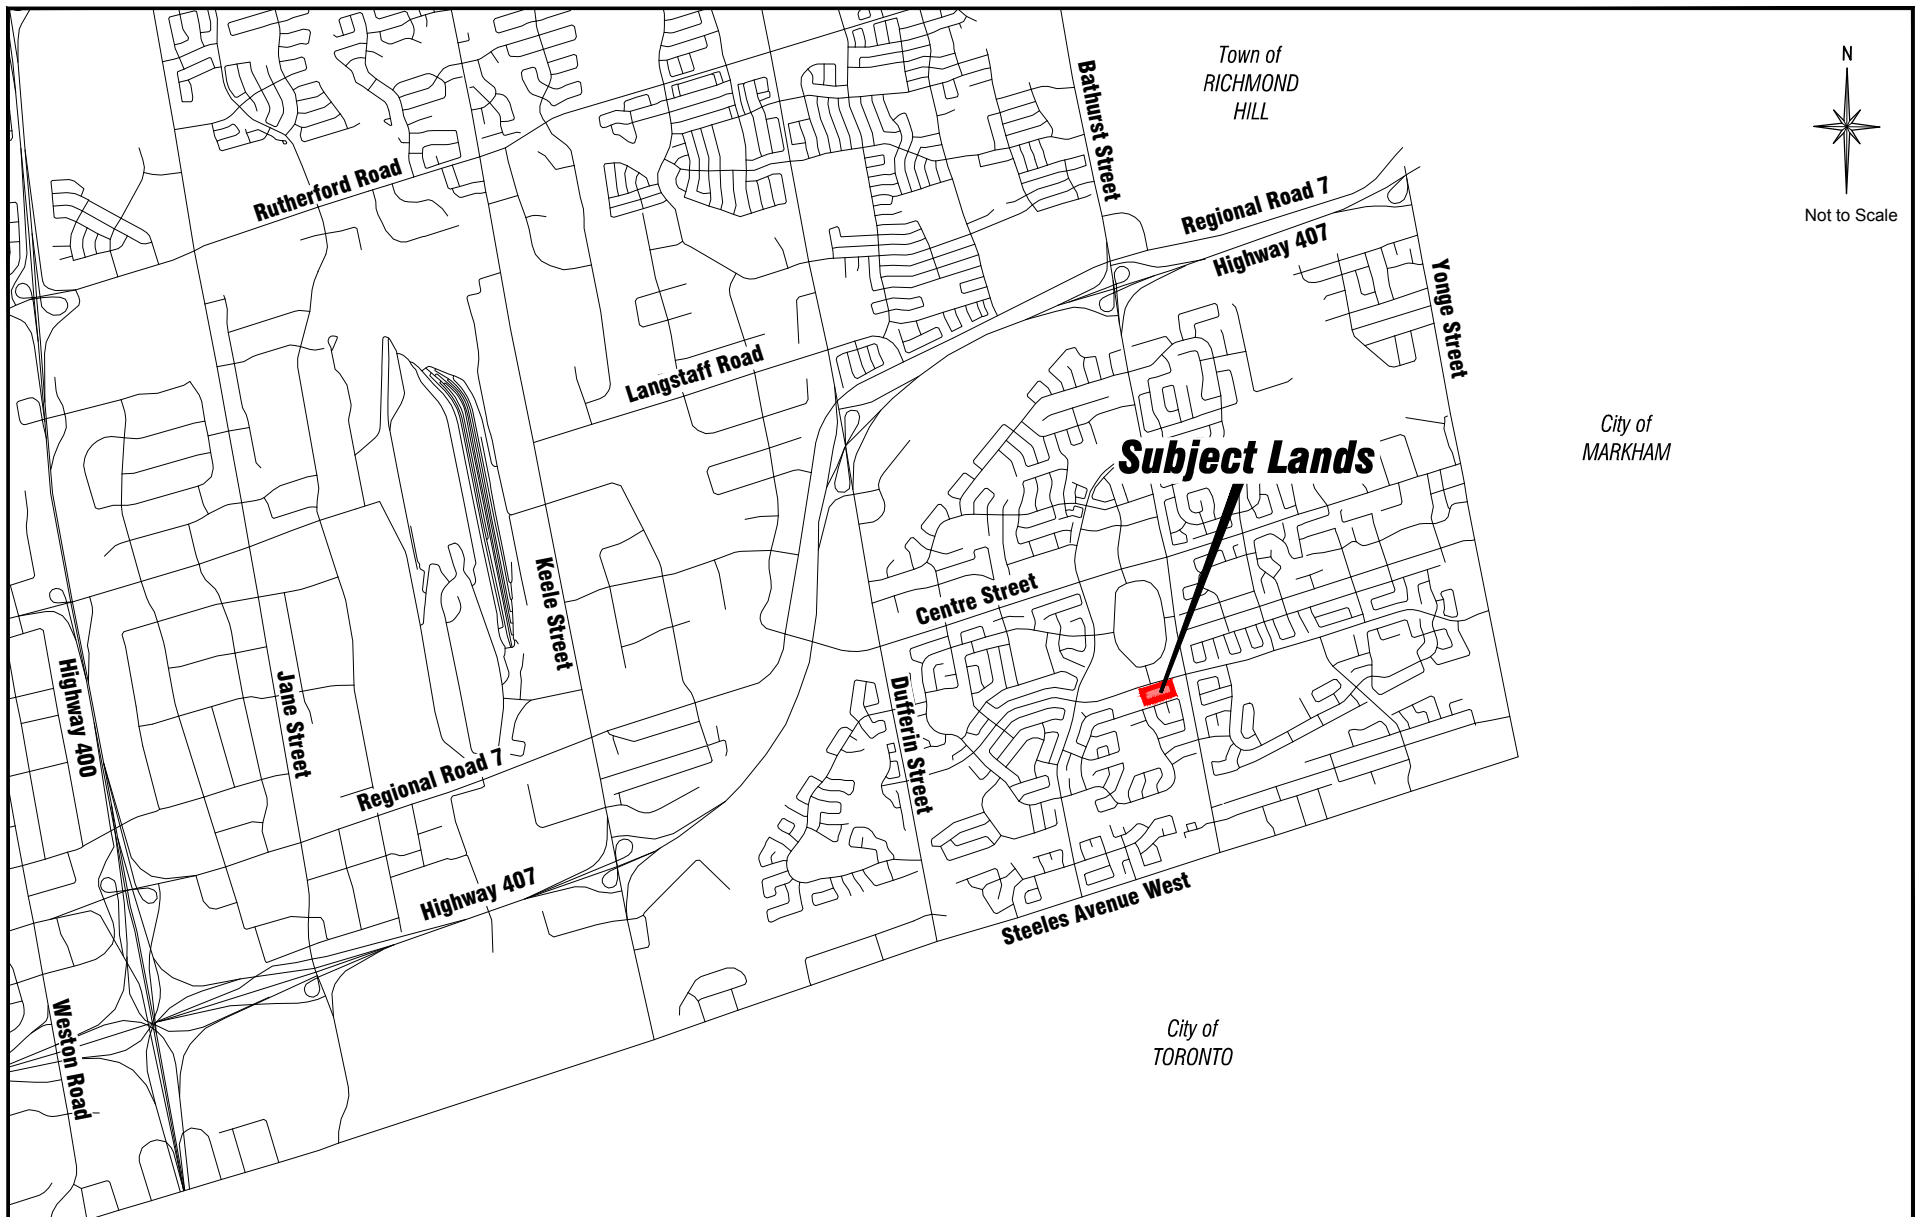 Town of
RICHMOND
HILL
N
Not to Scale
Bathurst Street
Rutherford Road
Regional Road 7
Highway 407
Yonge Street
Langstaff Road
City of
MARKHAM
Subject Lands
Keele Street
Centre Street
Highway 400
Jane Street
Dufferin Street
Regional Road 7
Highway 407
Steeles Avenue West
Weston Road
City of
TORONTO